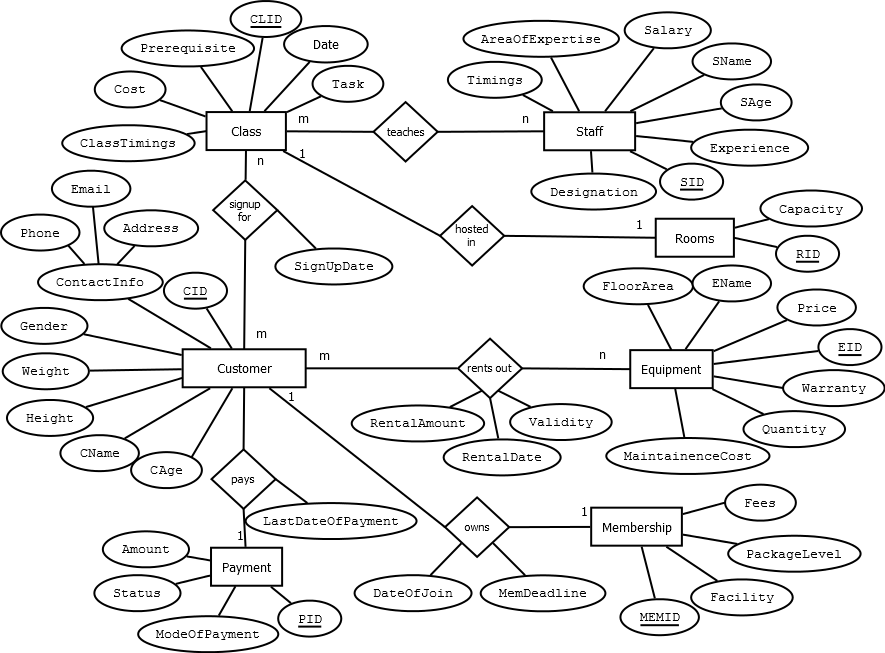 CLID
Prerequisite
Date
Cost
Task
ClassTimings
Class
m
teaches
n
AreaOfExpertise
Salary
Timings
SName
SAge
Staff
Experience
SID
Designation
n
1
signup
for
SignUpDate
hosted
in
1
Rooms
Capacity
RID
Email
Phone
Address
ContactInfo
CID
Gender
Weight
Height
CName
CAge
m
Customer
m
1
rents out
n
RentalAmount
Validity
RentalDate
FloorArea
EName
Price
EID
Equipment
Warranty
Quantity
MaintainenceCost
pays
LastDateOfPayment
1
Amount
Status
Payment
ModeOfPayment
PID
owns
1
DateOfJoin
MemDeadline
Membership
Fees
PackageLevel
Facility
MEMID